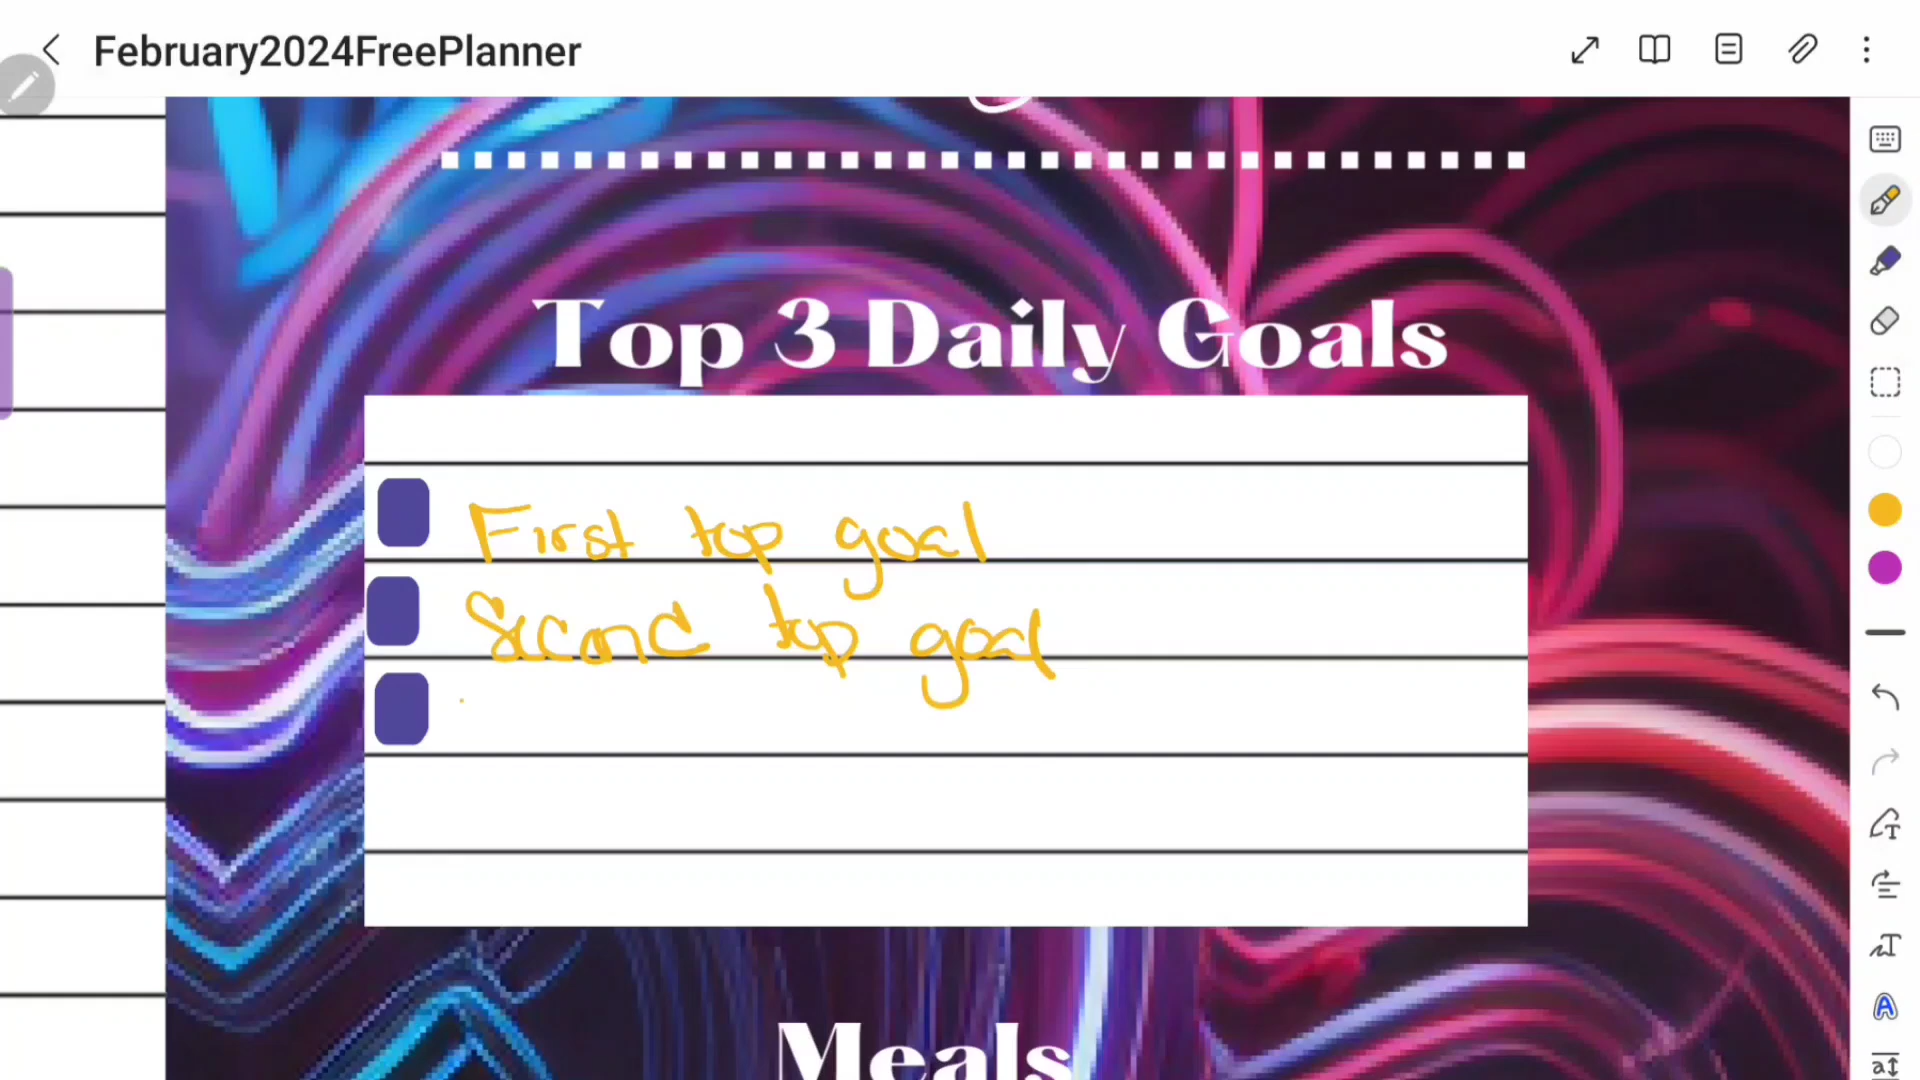 February2024FreePlanner
Top 3 Daily Goals
First top goal
Second top goal
Meals